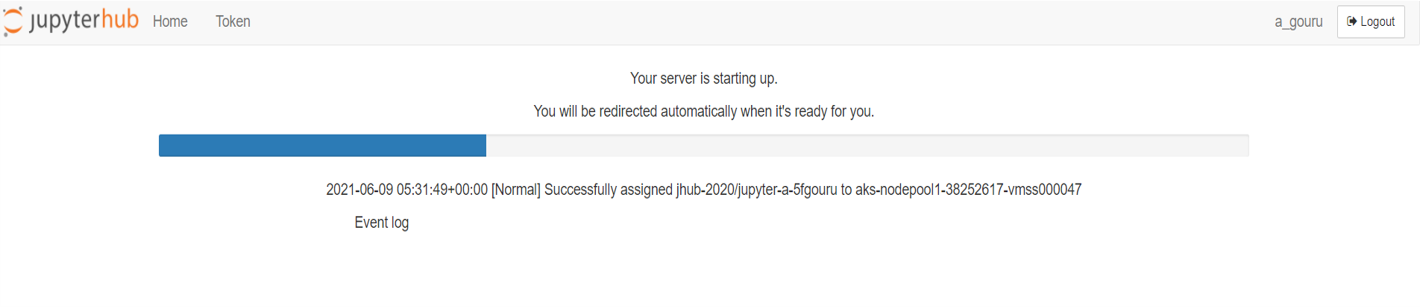 jupyterhub Home Token a_gouru Logout
Your server is starting up.
You will be redirected automatically when it's ready for you.
2021-06-09 05:31:49+00:00 [Normal] Successfully assigned jhub-2020/jupyter-a-5fgouru to aks-nodepool1-38252617-vmss000047
Event log